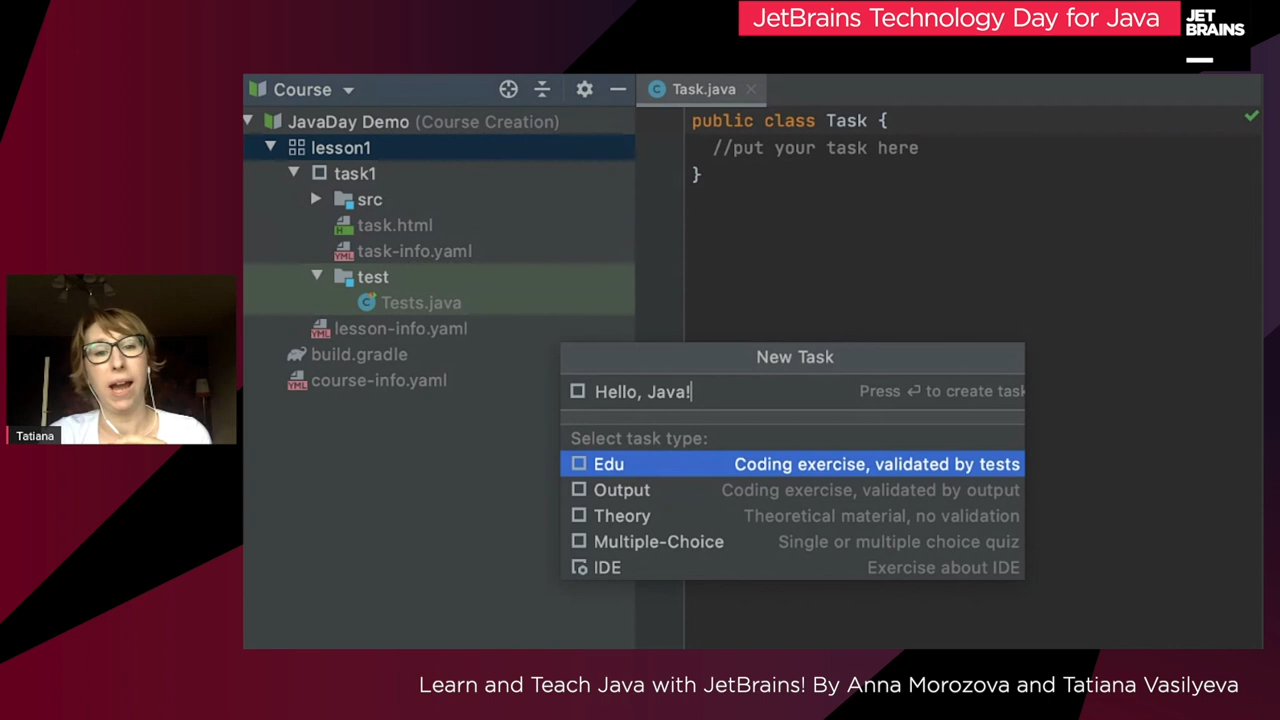 JetBrains Technology Day for Java
JET
BRAINS
Course
Task.java
JavaDay Demo (Course Creation)
lesson1
task1
src
task.html
task-info.yaml
test
Tests.java
lesson-info.yaml
build.gradle
course-info.yaml
public class Task {
//put your task here
}
New Task
Hello, Java! Press ⏎ to create task
Select task type:
Edu Coding exercise, validated by tests
Output Coding exercise, validated by output
Theory Theoretical material, no validation
Multiple-Choice Single or multiple choice quiz
IDE Exercise about IDE
Tatiana
Learn and Teach Java with JetBrains! By Anna Morozova and Tatiana Vasilyeva